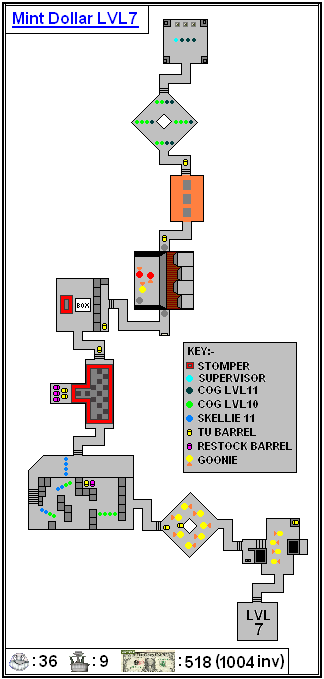 Mint Dollar LVL7
BOX
KEY:-
STOMPER
SUPERVISOR
COG LVL11
COG LVL10
SKELLIE 11
TU BARREL
RESTOCK BARREL
GOONIE
LVL
7
:36 :9 :518 (1004 inv)